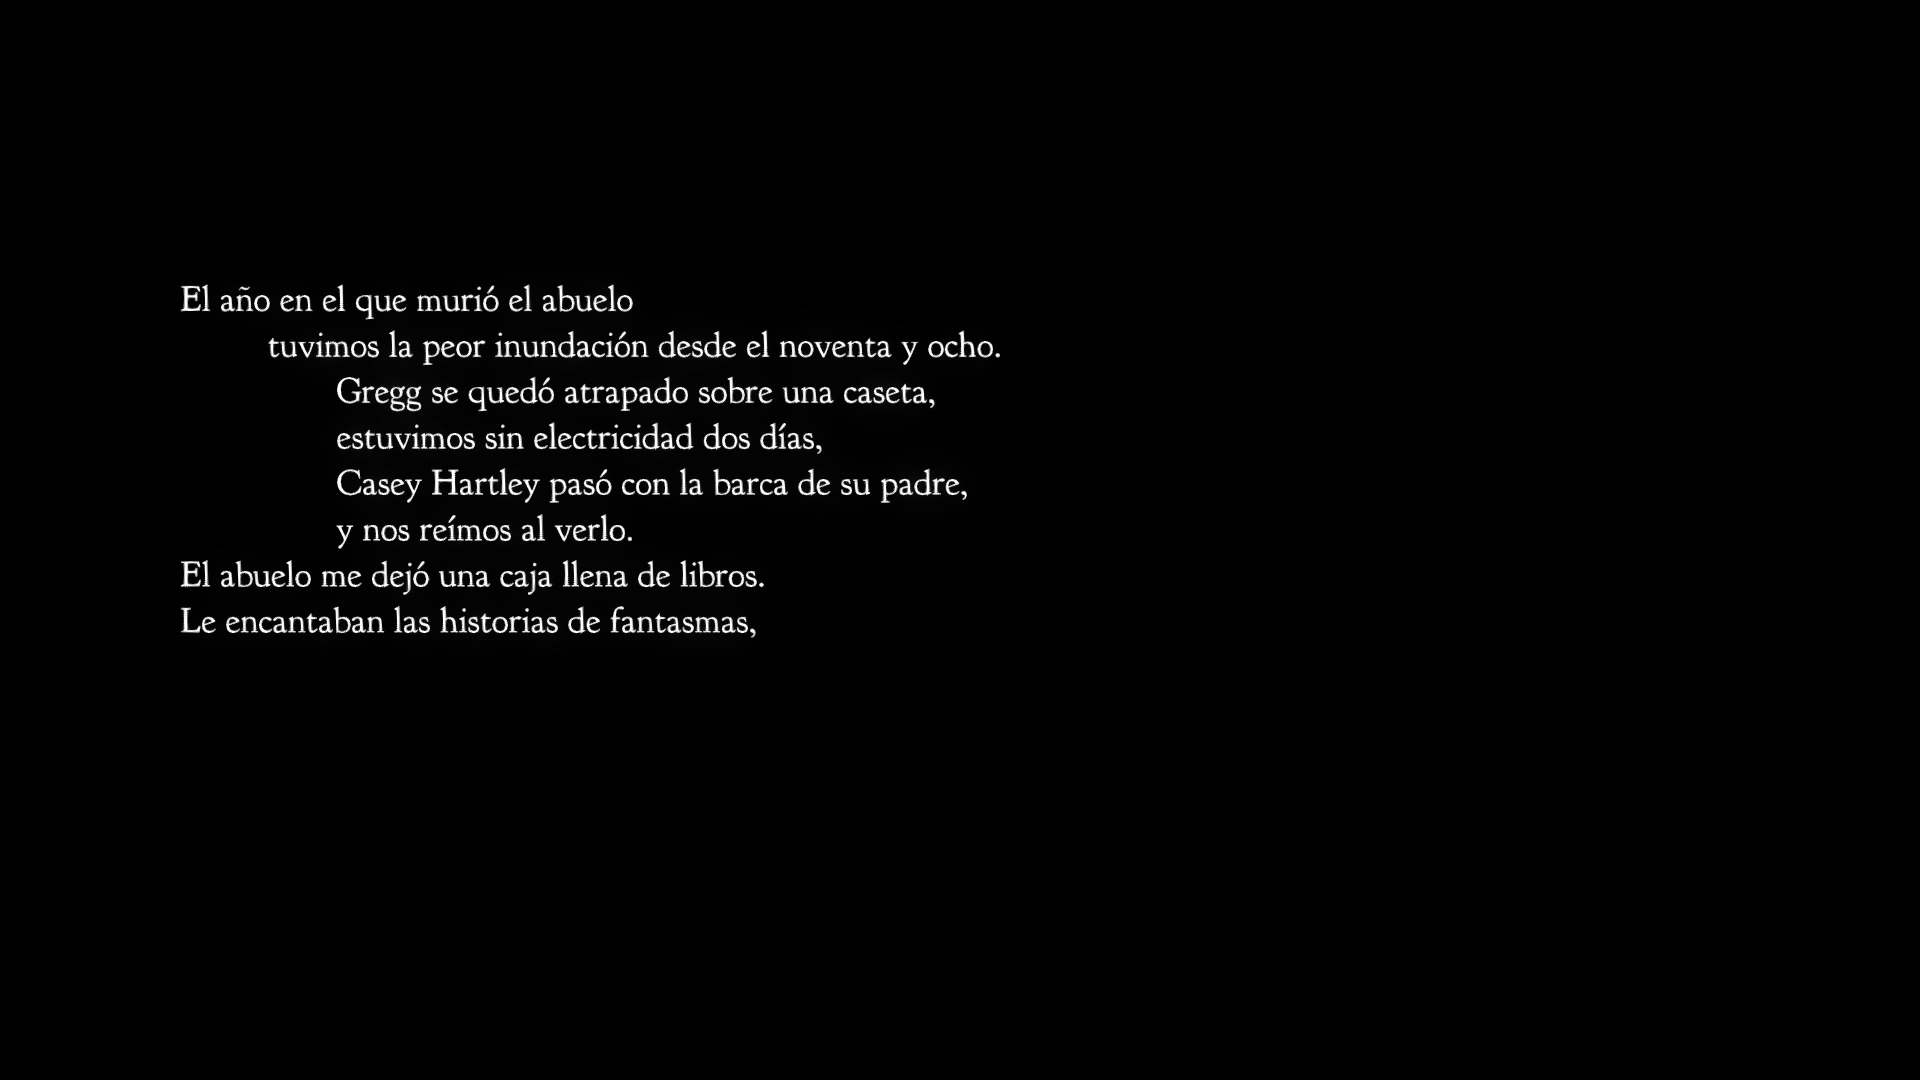 El año en el que murió el abuelo
tuvimos la peor inundación desde el noventa y ocho.
Gregg se quedó atrapado sobre una caseta,
estuvimos sin electricidad dos días,
Casey Hartley pasó con la barca de su padre,
y nos reímos al verlo.
El abuelo me dejó una caja llena de libros.
Le encantaban las historias de fantasmas,